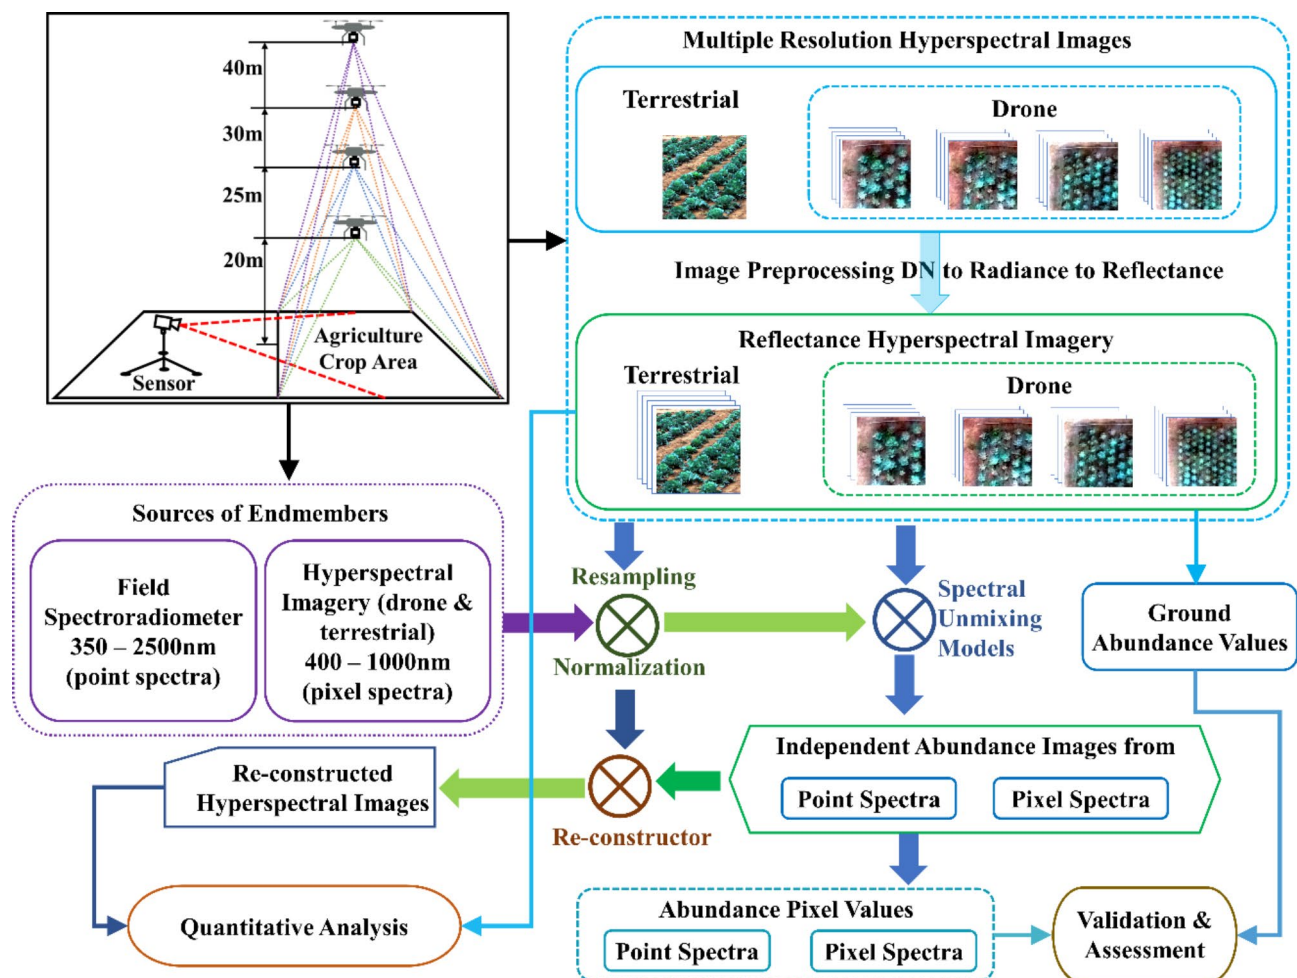 40m
30m
25m
20m
Agriculture
Crop Area
Sensor
Multiple Resolution Hyperspectral Images
Terrestrial
Drone
Image Preprocessing DN to Radiance to Reflectance
Reflectance Hyperspectral Imagery
Terrestrial
Drone
Sources of Endmembers
Field
Spectroradiometer
350 – 2500nm
(point spectra)
Hyperspectral
Imagery (drone &
terrestrial)
400 – 1000nm
(pixel spectra)
Resampling
Normalization
Spectral
Unmixing
Models
Ground
Abundance Values
Independent Abundance Images from
Point Spectra
Pixel Spectra
Re-constructor
Re-constructed
Hyperspectral Images
Quantitative Analysis
Abundance Pixel Values
Point Spectra
Pixel Spectra
Validation &
Assessment